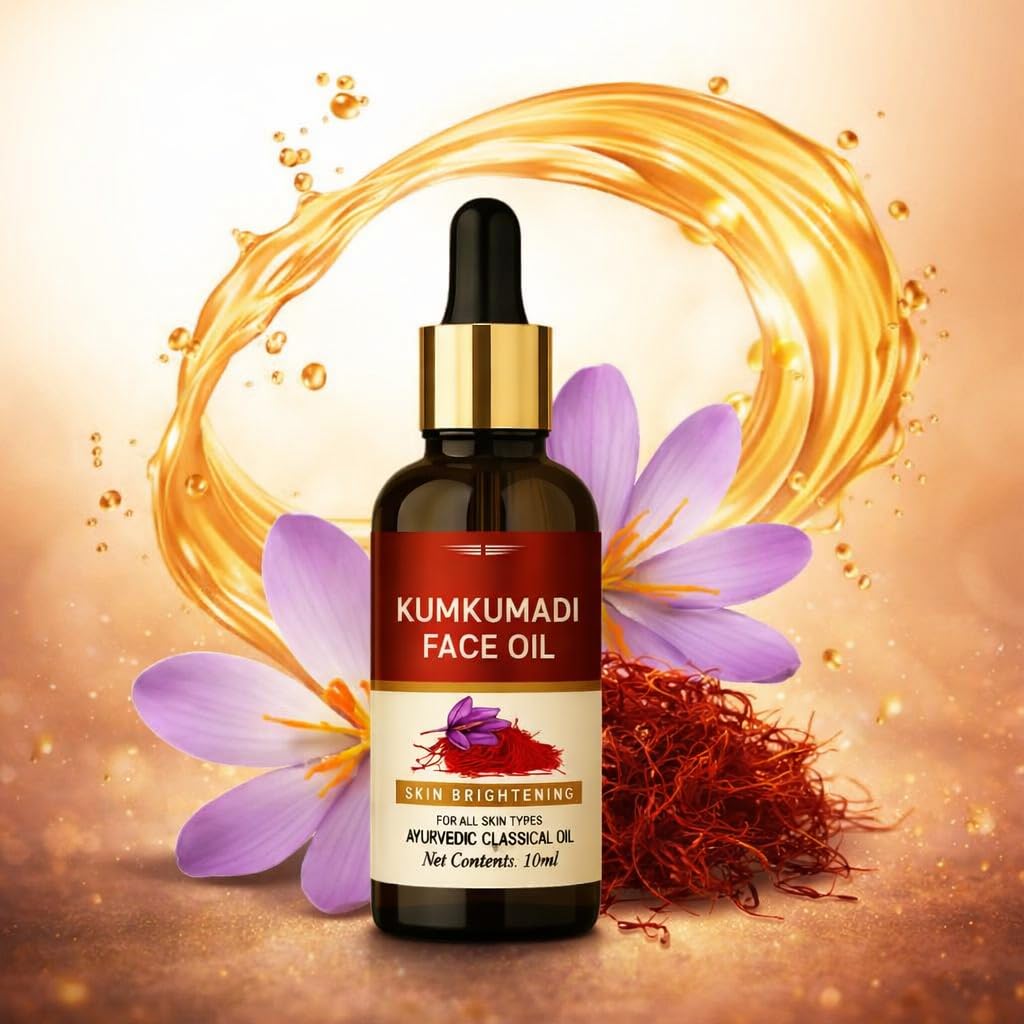 KUMKUMADI
FACE OIL
SKIN BRIGHTENING
FOR ALL SKIN TYPES
AYURVEDIC CLASSICAL OIL
Net Contents. 10ml